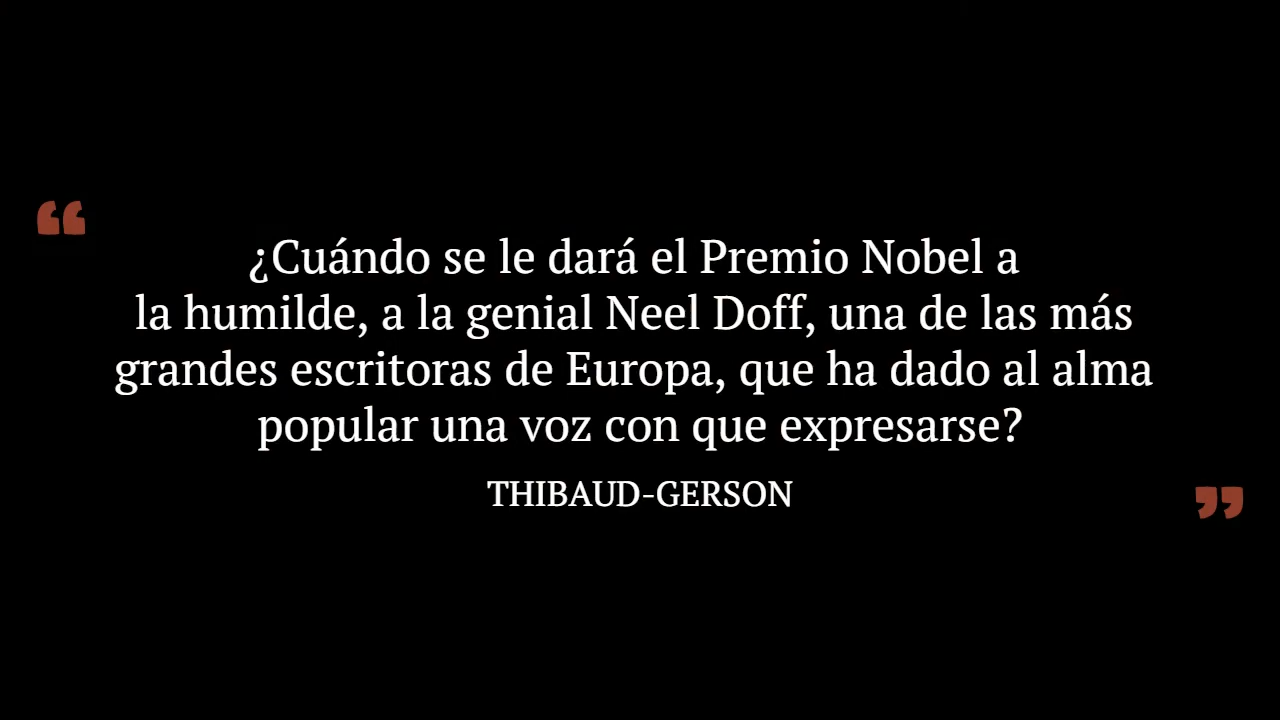 “
¿Cuándo se le dará el Premio Nobel a
la humilde, a la genial Neel Doff, una de las más
grandes escritoras de Europa, que ha dado al alma
popular una voz con que expresarse?
THIBAUD-GERSON
”